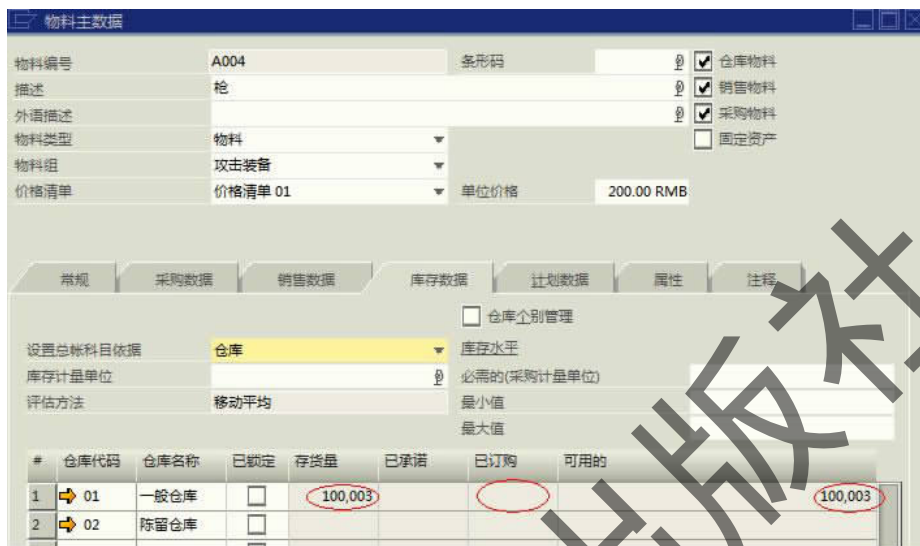 物料主数据
物料编号 A004 条形码 仓库物料
描述 枪 销售物料
外语描述 采购物料
物料类型 物料 固定资产
物料组 攻击装备
价格清单 价格清单 01 单位价格 200.00 RMB
常规 采购数据 销售数据 库存数据 计划数据 属性 注释
仓库个别管理
设置总帐科目依据 仓库 库存水平
库存计量单位 必需的(采购计量单位)
评估方法 移动平均 最小值
最大值
# 仓库代码 仓库名称 已锁定 存货量 已承诺 已订购 可用的
1 01 一般仓库 100,003 100,003
2 02 陈留仓库
出版社